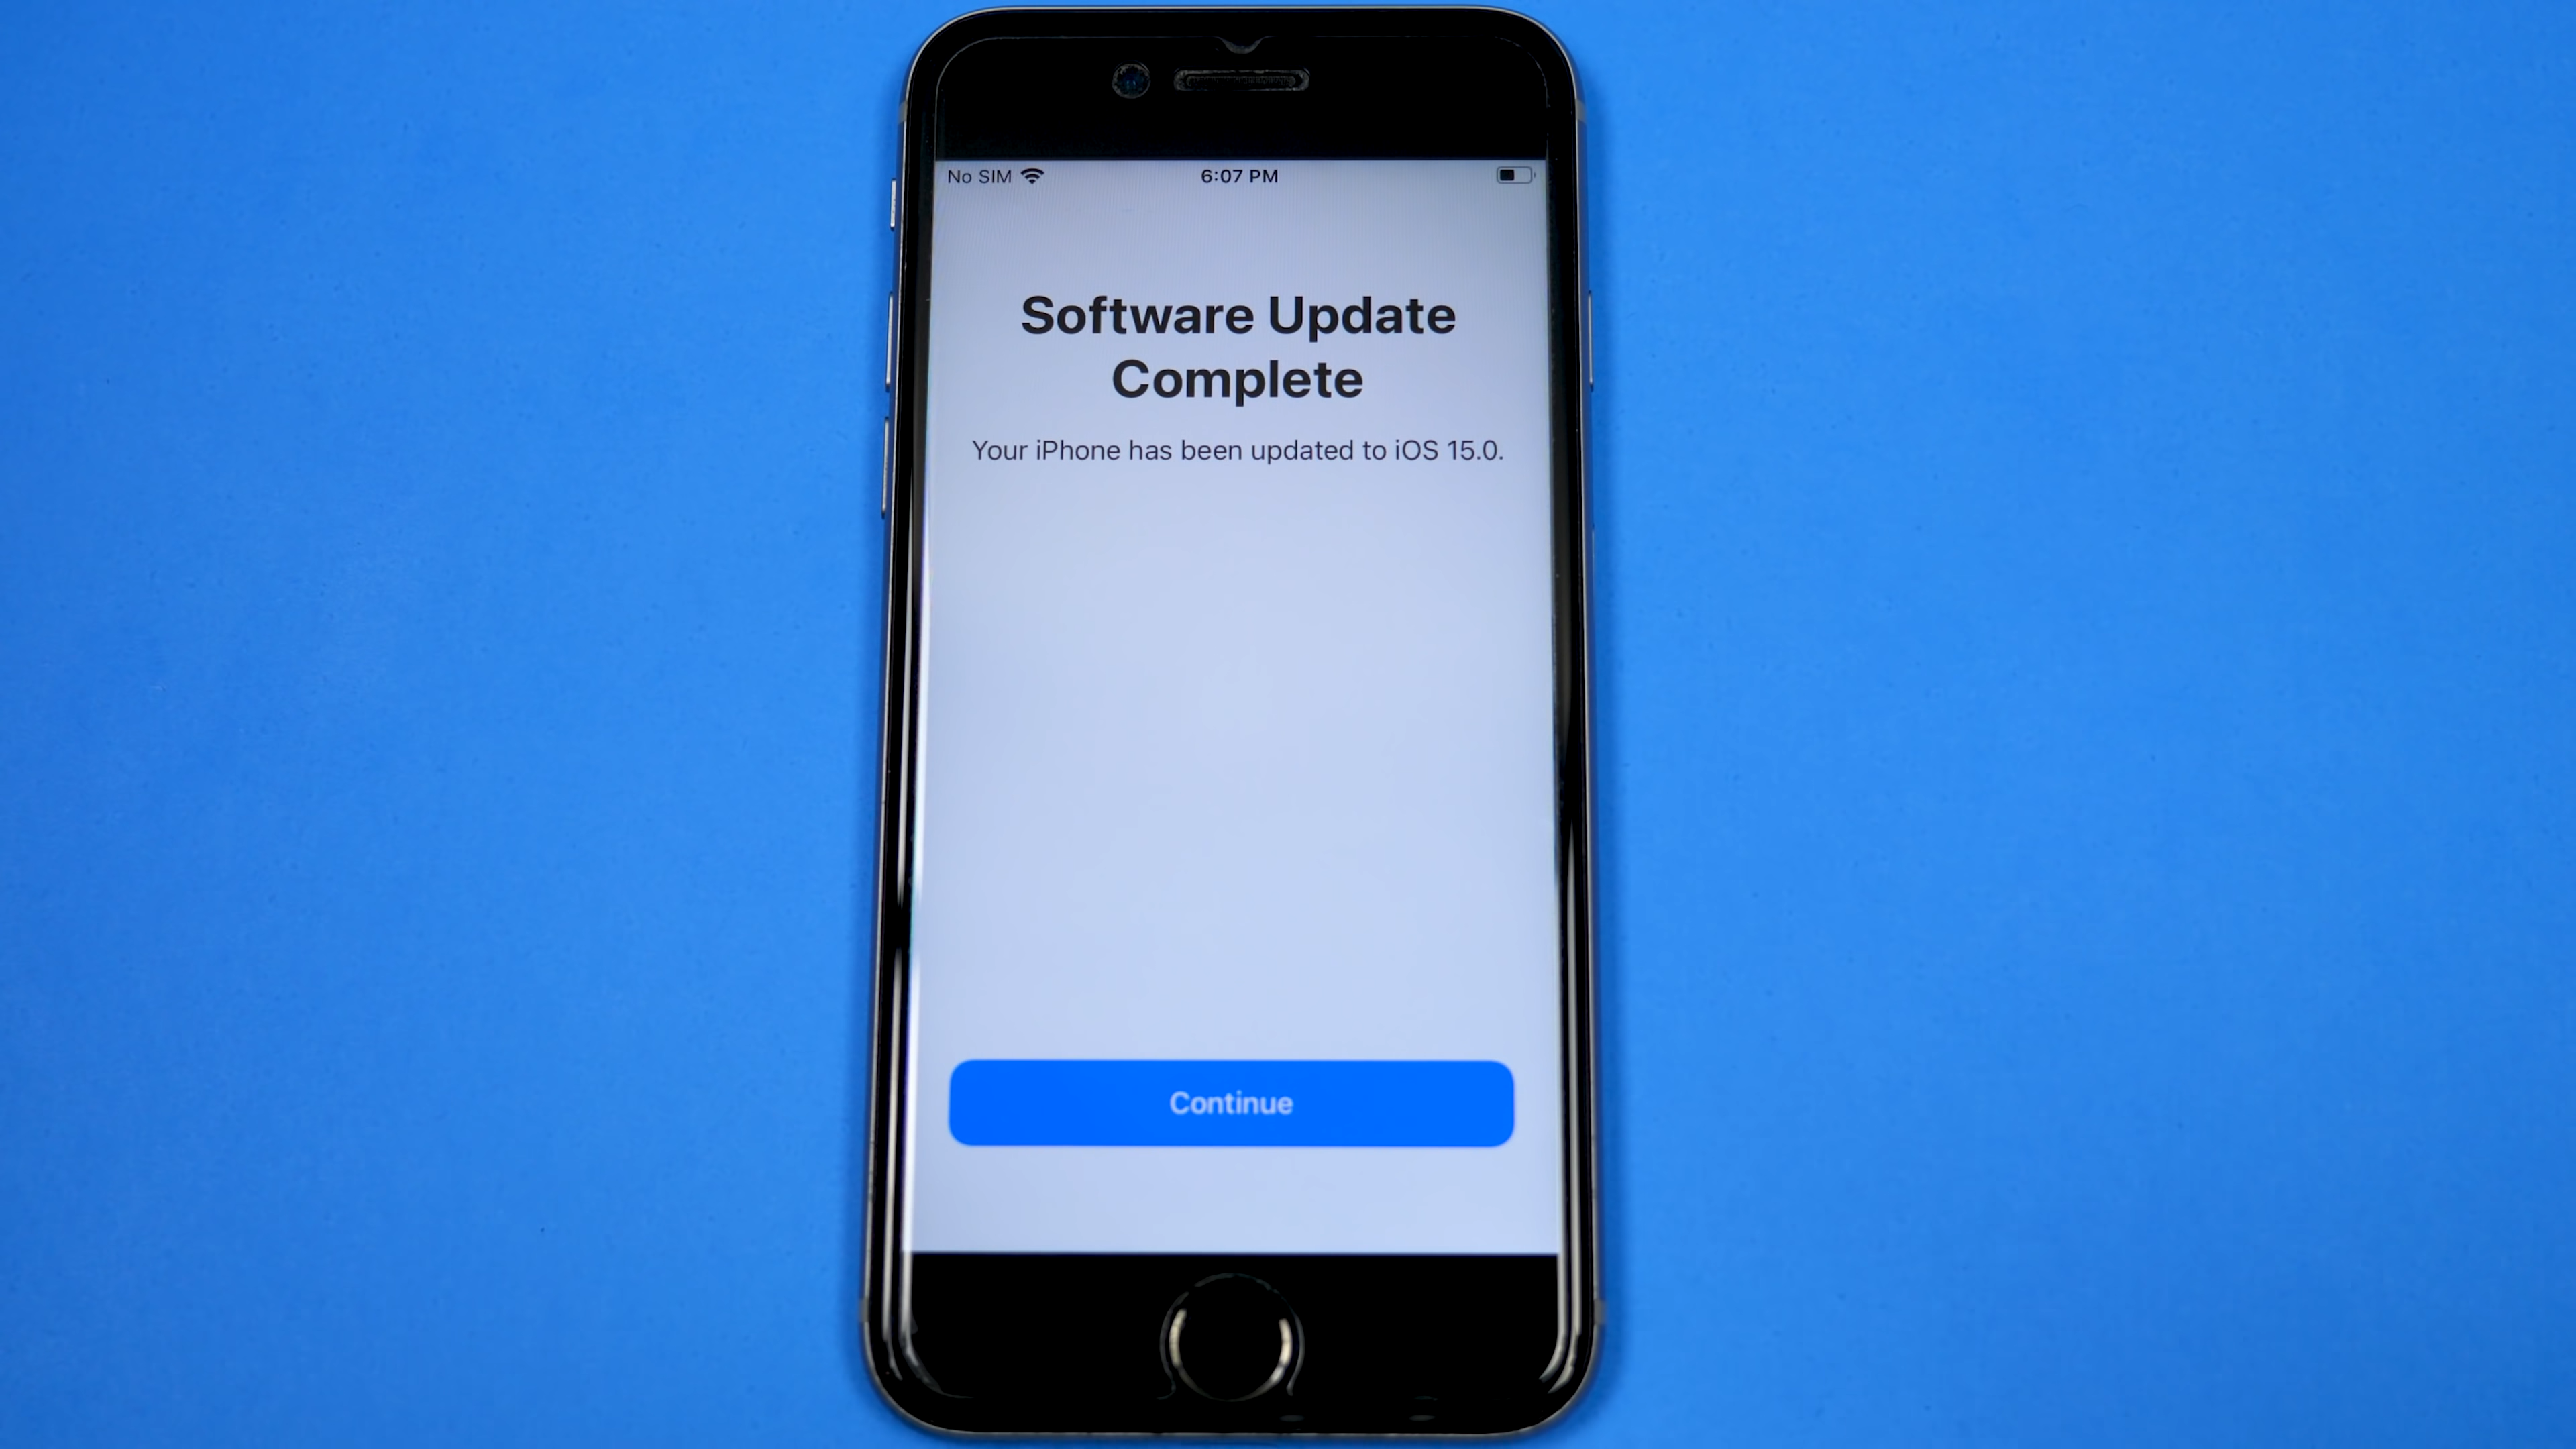 No SIM 6:07 PM
Software Update
Complete
Your iPhone has been updated to iOS 15.0.
Continue